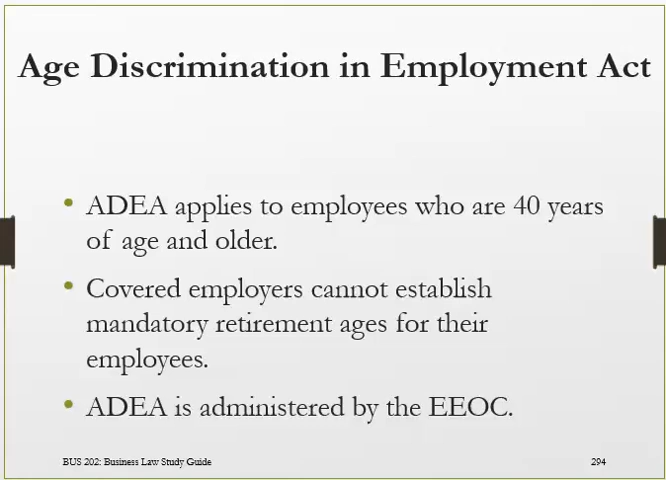 Age Discrimination in Employment Act
• ADEA applies to employees who are 40 years
of age and older.
• Covered employers cannot establish
mandatory retirement ages for their
employees.
• ADEA is administered by the EEOC.
BUS 202: Business Law Study Guide
294